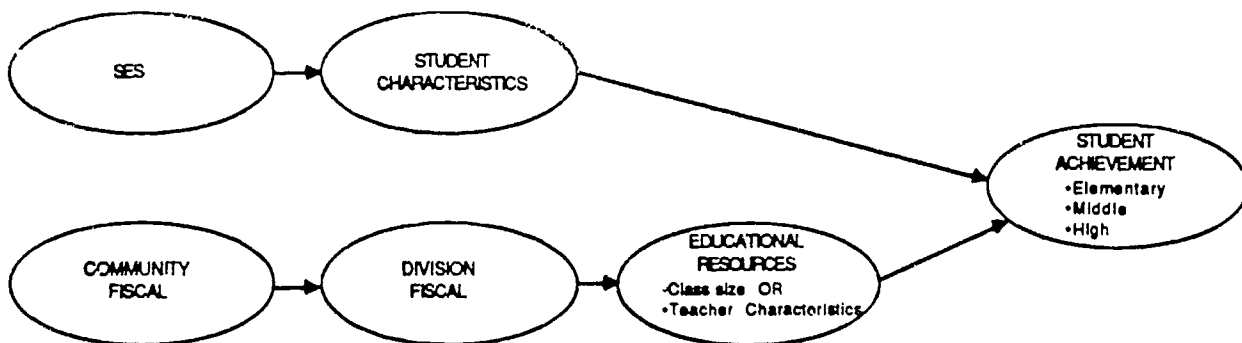 SES
STUDENT
CHARACTERISTICS
STUDENT
ACHIEVEMENT
•Elementary
•Middle
•High
COMMUNITY
FISCAL
DIVISION
FISCAL
EDUCATIONAL
RESOURCES
•Class size OR
•Teacher Characteristics